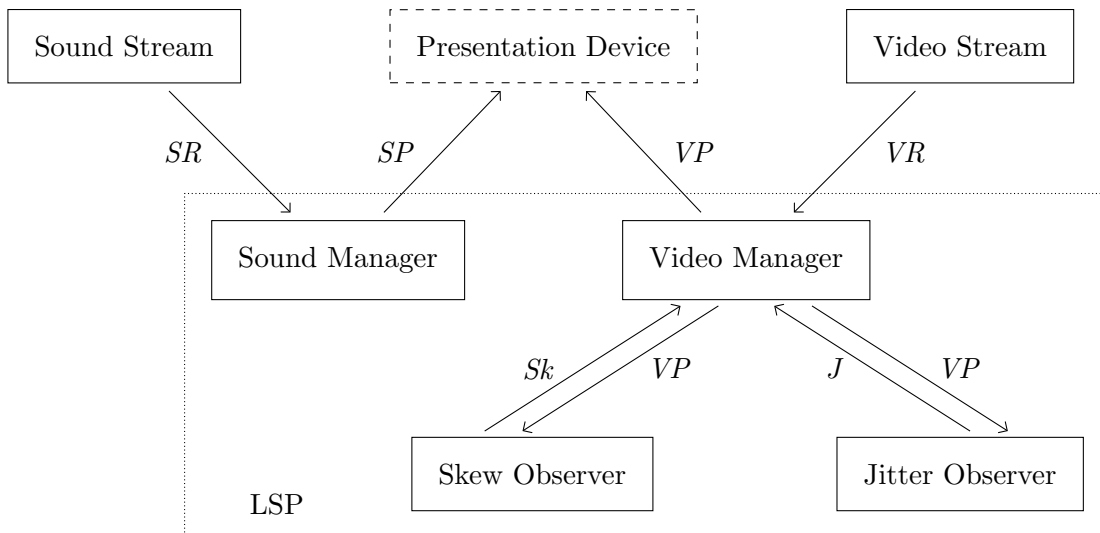 Sound Stream
Presentation Device
Video Stream
SR
SP
VP
VR
Sound Manager
Video Manager
Sk
VP
J
VP
Skew Observer
Jitter Observer
LSP